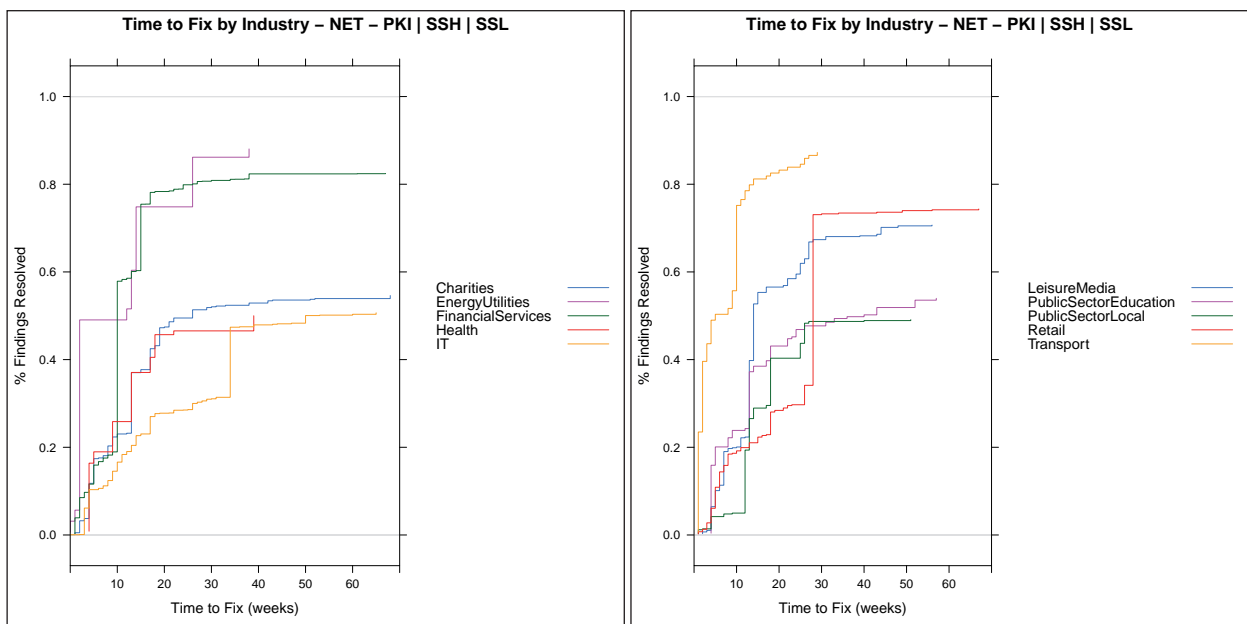 Time to Fix by Industry – NET – PKI | SSH | SSL
% Findings Resolved
1.0
0.8
0.6
0.4
0.2
0.0
10 20 30 40 50 60
Time to Fix (weeks)
Charities
EnergyUtilities
FinancialServices
Health
IT
Time to Fix by Industry – NET – PKI | SSH | SSL
% Findings Resolved
1.0
0.8
0.6
0.4
0.2
0.0
10 20 30 40 50 60
Time to Fix (weeks)
LeisureMedia
PublicSectorEducation
PublicSectorLocal
Retail
Transport